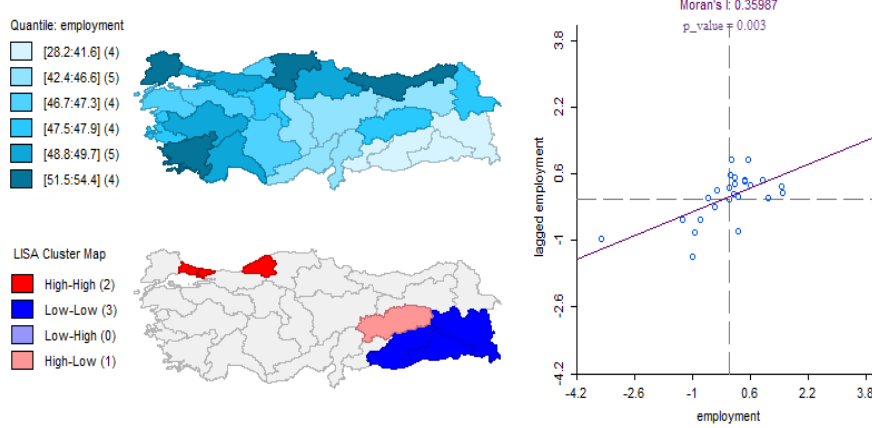 Quantile: employment
[28.2:41.6] (4)
[42.4:46.6] (5)
[46.7:47.3] (4)
[47.5:47.9] (4)
[48.8:49.7] (5)
[51.5:54.4] (4)
LISA Cluster Map
High-High (2)
Low-Low (3)
Low-High (0)
High-Low (1)
Moran's I: 0.35987
p_value = 0.003
lagged employment
3.8
2.2
0.6
-1
-2.6
-4.2
-4.2
-2.6
-1
0.6
2.2
3.8
employment